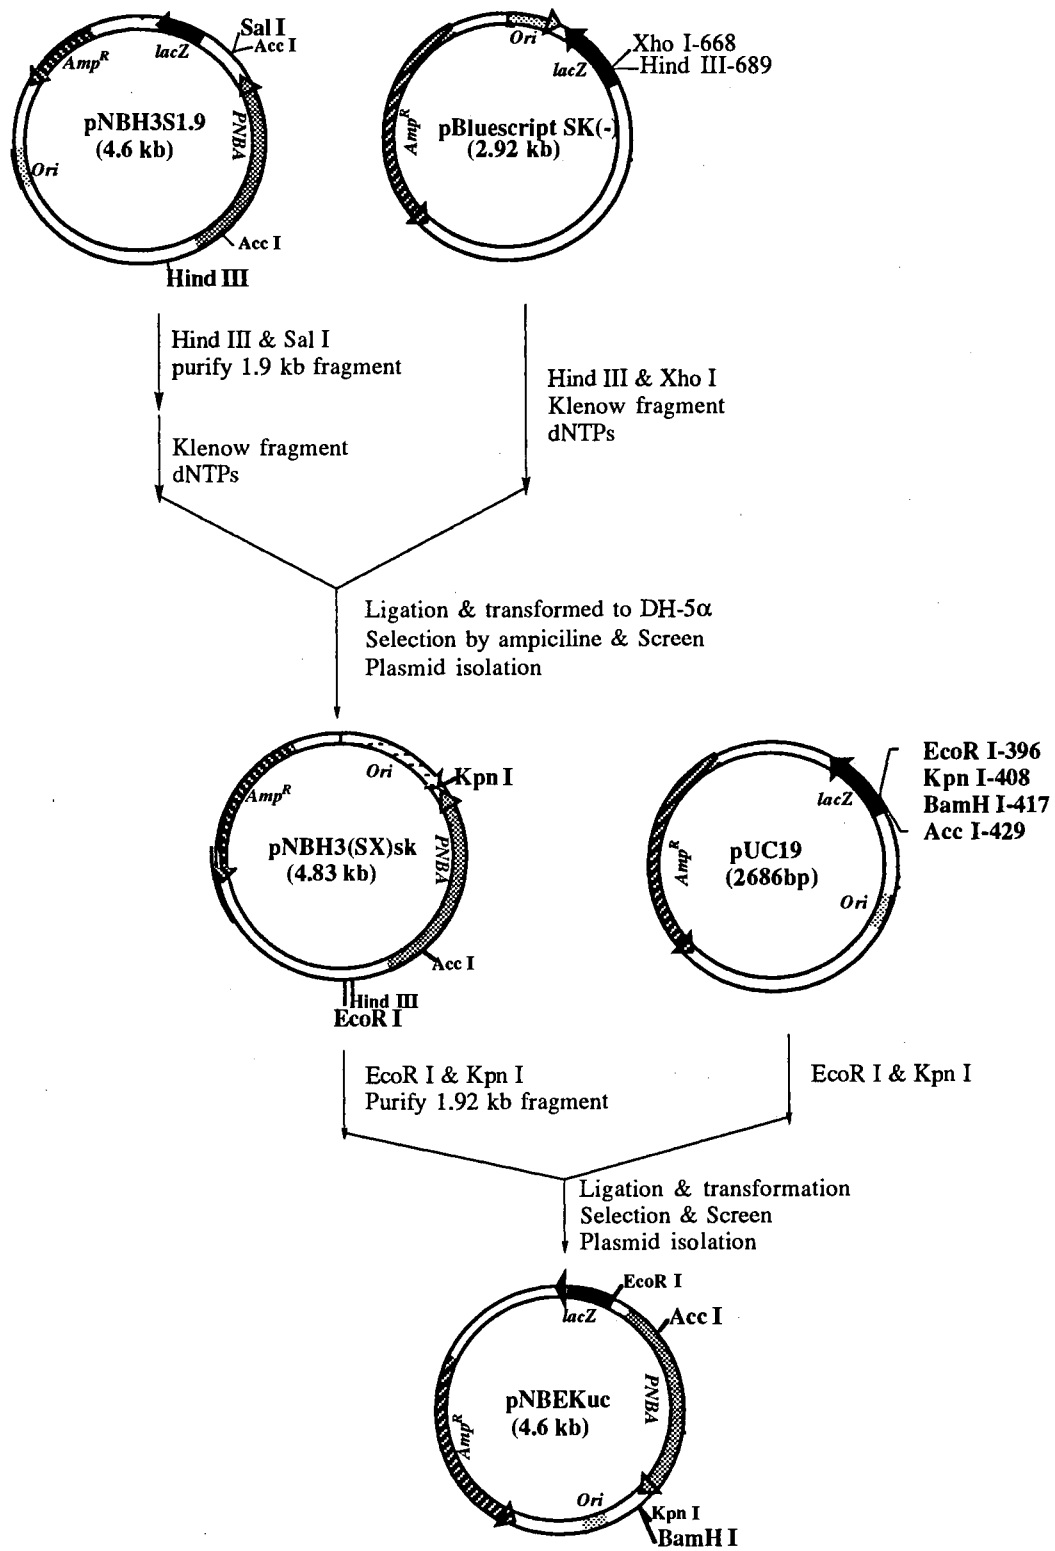 Sal I
Acc I
lacZ
Amp^R
pNBH3S1.9
(4.6 kb)
PNBA
Ori
Acc I
Hind III
Ori
Xho I-668
Hind III-689
lacZ
Amp^R
pBluescript SK(-)
(2.92 kb)
Hind III & Sal I
purify 1.9 kb fragment
Klenow fragment
dNTPs
Hind III & Xho I
Klenow fragment
dNTPs
Ligation & transformed to DH-5α
Selection by ampiciline & Screen
Plasmid isolation
Ori
Kpn I
Amp^R
pNBH3(SX)sk
(4.83 kb)
PNBA
Acc I
Hind III
EcoR I
EcoR I-396
Kpn I-408
BamH I-417
Acc I-429
lacZ
Amp^R
pUC19
(2686bp)
Ori
EcoR I & Kpn I
Purify 1.92 kb fragment
EcoR I & Kpn I
Ligation & transformation
Selection & Screen
Plasmid isolation
EcoR I
lacZ
Acc I
pNBEKuc
(4.6 kb)
PNBA
Amp^R
Ori
Kpn I
BamH I